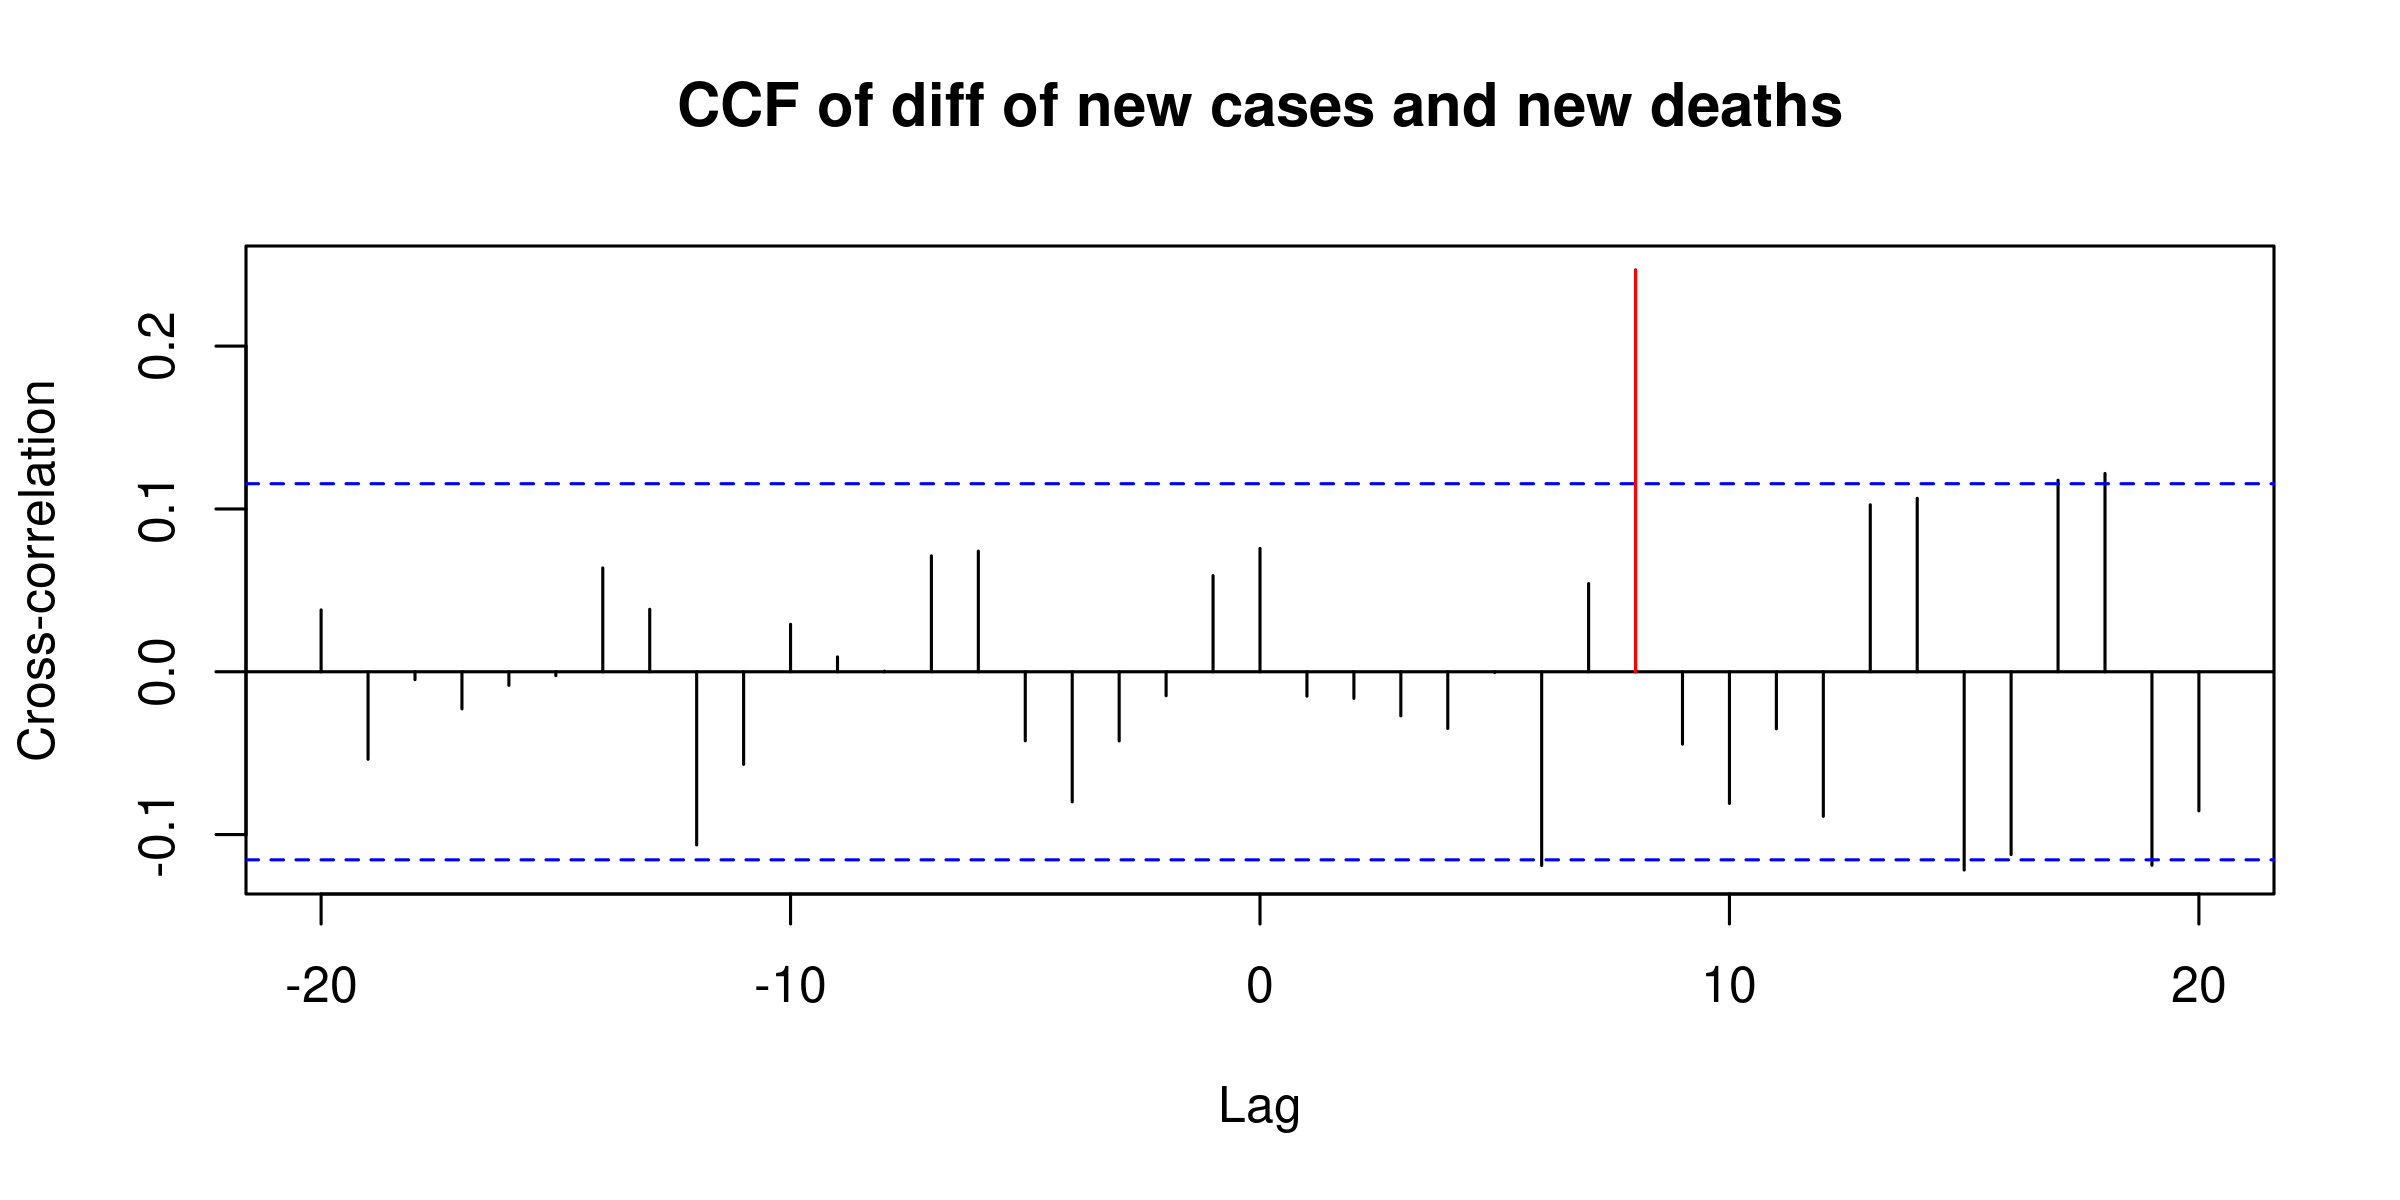 CCF of diff of new cases and new deaths
Cross-correlation
0.2
0.1
0.0
-0.1
-20 -10 0 10 20
Lag